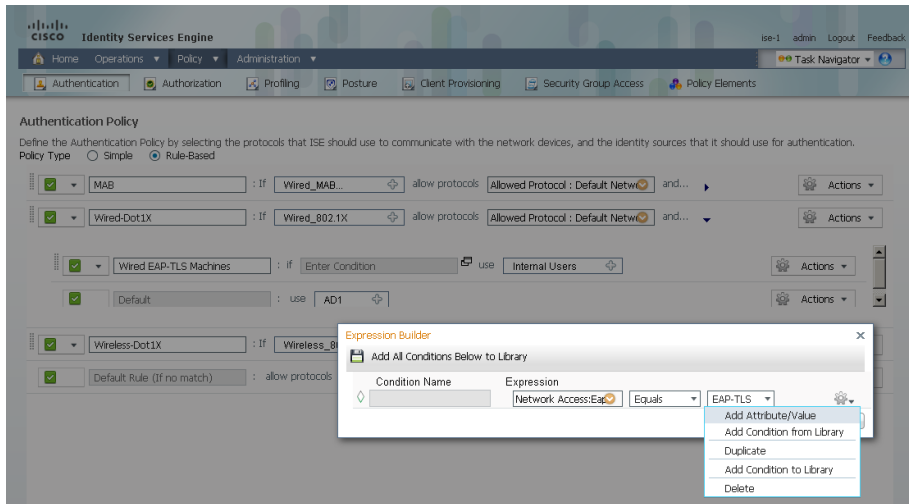 CISCO Identity Services Engine
ise-1 admin Logout Feedback
Home Operations Policy Administration
Task Navigator
Authentication Authorization Profiling Posture Client Provisioning Security Group Access Policy Elements
Authentication Policy
Define the Authentication Policy by selecting the protocols that ISE should use to communicate with the network devices, and the identity sources that it should use for authentication.
Policy Type Simple Rule-Based
MAB : If Wired_MAB... allow protocols Allowed Protocol : Default Netw and... Actions
Wired-Dot1X : If Wired_802.1X allow protocols Allowed Protocol : Default Netw and... Actions
Wired EAP-TLS Machines : if Enter Condition use Internal Users Actions
Default : use AD1 Actions
Wireless-Dot1X : If Wireless_8
Default Rule (If no match) : allow protocols
Expression Builder
Add All Conditions Below to Library
Condition Name Expression
Network Access:Eap Equals EAP-TLS
Add Attribute/Value
Add Condition from Library
Duplicate
Add Condition to Library
Delete